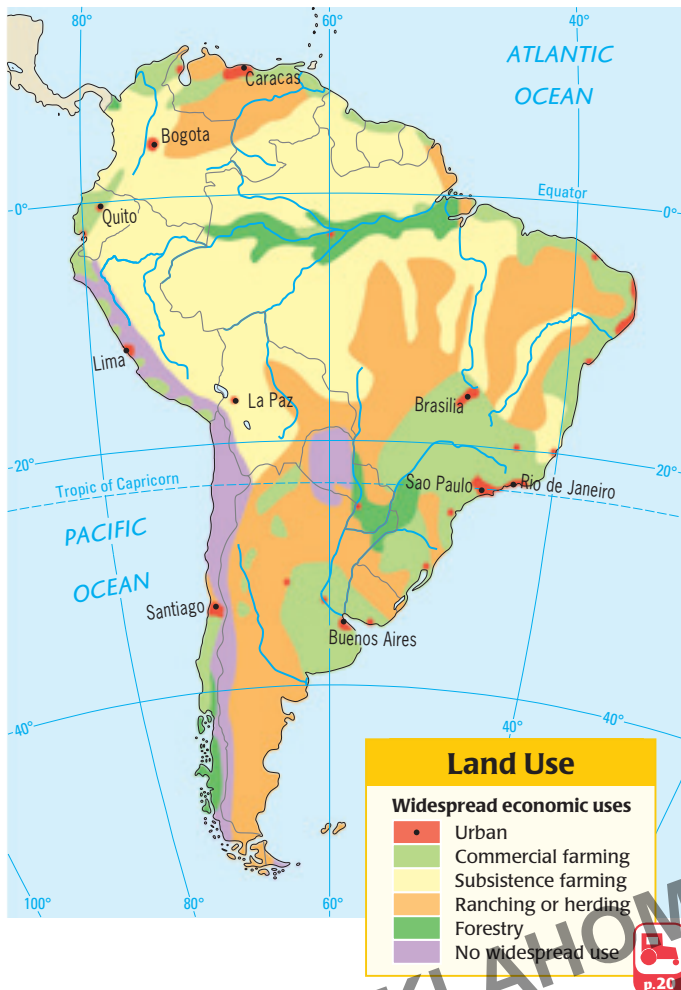 80°
60°
40°
ATLANTIC
OCEAN
Caracas
Bogota
Equator
0°
Quito
0°
Lima
La Paz
Brasilia
20°
20°
Tropic of Capricorn
Sao Paulo
Rio de Janeiro
PACIFIC
OCEAN
Santiago
Buenos Aires
40°
40°
40°
100°
80°
60°
Land Use
Widespread economic uses
Urban
Commercial farming
Subsistence farming
Ranching or herding
Forestry
No widespread use
KLAHOM
p.20